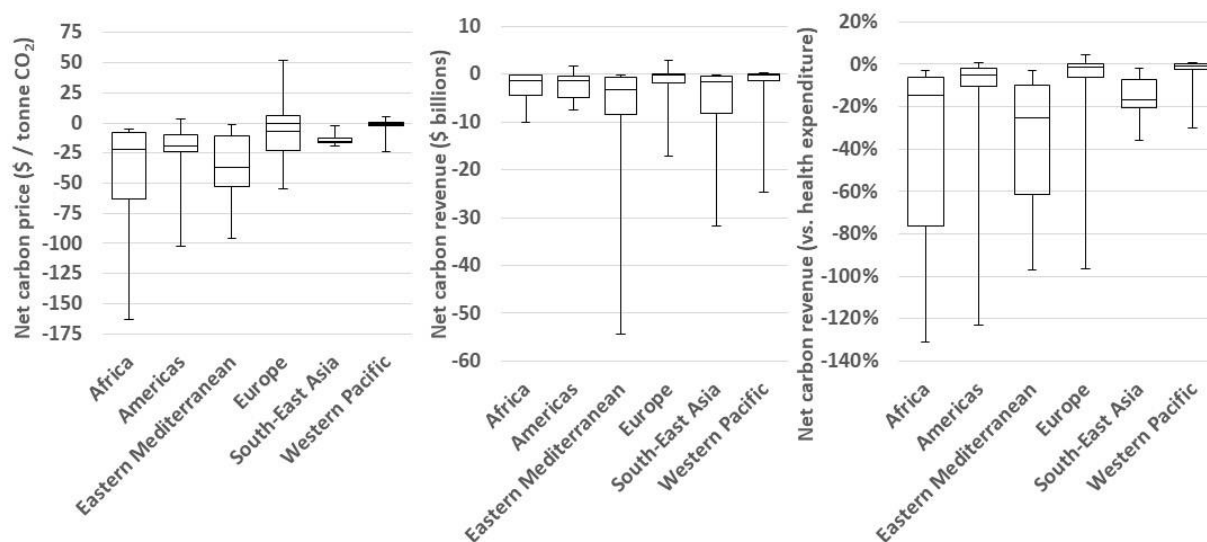 Net carbon price ($ / tonne CO₂)
75
50
25
0
-25
-50
-75
-100
-125
-150
-175
Africa
Americas
Eastern Mediterranean
Europe
South-East Asia
Western Pacific
Net carbon revenue ($ billions)
10
0
-10
-20
-30
-40
-50
-60
Africa
Americas
Eastern Mediterranean
Europe
South-East Asia
Western Pacific
Net carbon revenue (vs. health expenditure)
20%
0%
-20%
-40%
-60%
-80%
-100%
-120%
-140%
Africa
Americas
Eastern Mediterranean
Europe
South-East Asia
Western Pacific